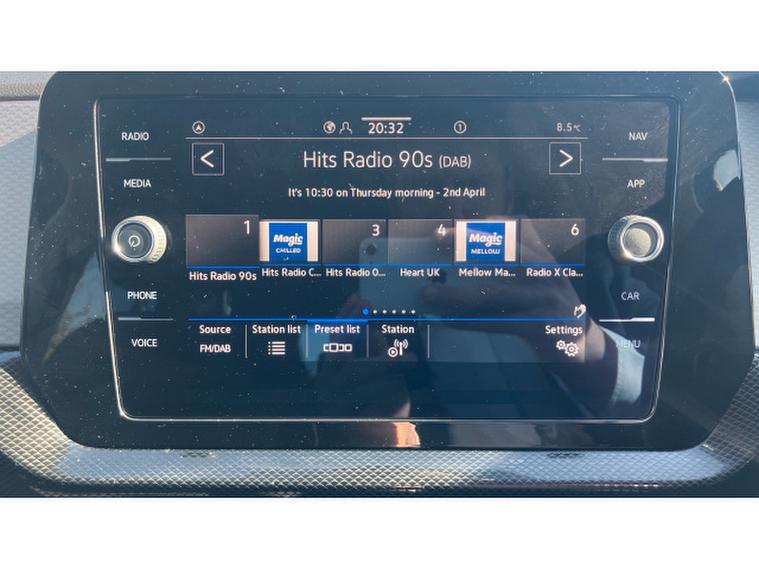 RADIO
MEDIA
PHONE
VOICE
20:32
1
8.5°C
Hits Radio 90s (DAB)
It's 10:30 on Thursday morning - 2nd April
1
Magic
CHILLED
3
4
Magic
MELLOW
6
Hits Radio 90s
Hits Radio C...
Hits Radio 0...
Heart UK
Mellow Ma...
Radio X Cla...
Source
FM/DAB
Station list
Preset list
Station
Settings
NAV
APP
CAR
MENU